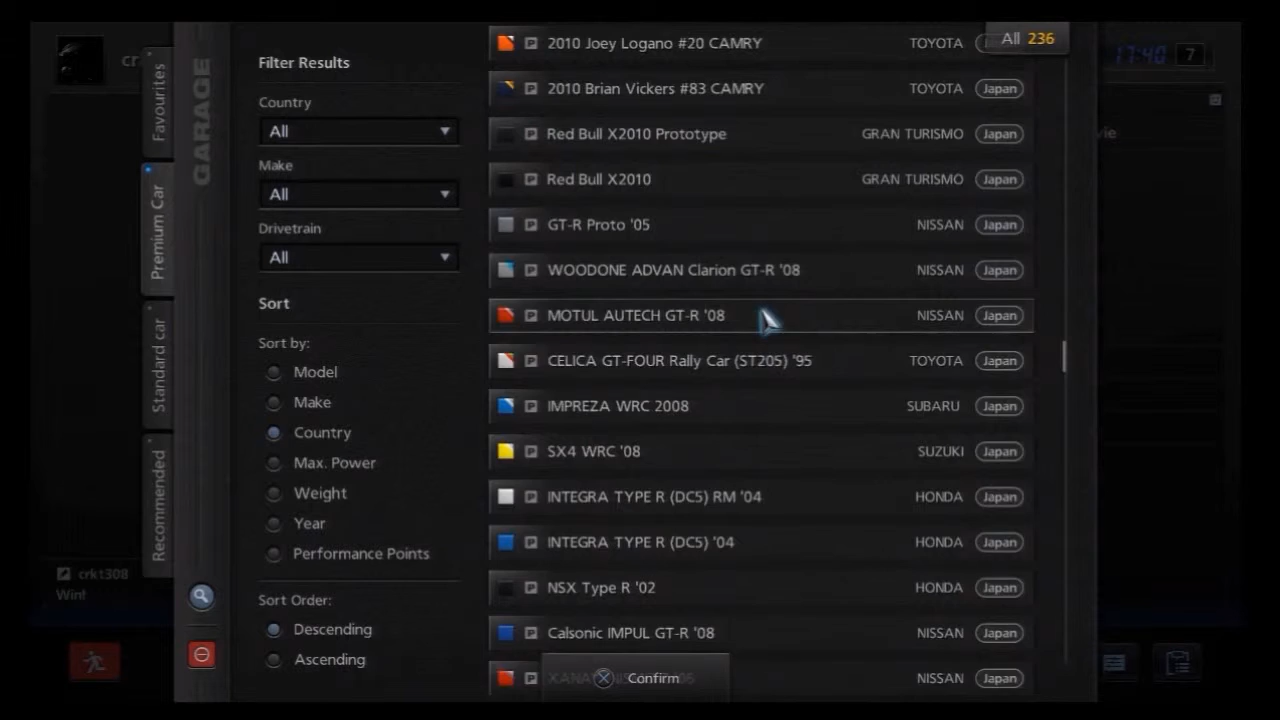 cr
Favourites
Premium Car
Standard car
Recommended
GARAGE
Filter Results
Country
All
Make
All
Drivetrain
All
Sort
Sort by:
Model
Make
Country
Max. Power
Weight
Year
Performance Points
Sort Order:
Descending
Ascending
All 236
2010 Joey Logano #20 CAMRY TOYOTA
2010 Brian Vickers #83 CAMRY TOYOTA Japan
Red Bull X2010 Prototype GRAN TURISMO Japan
Red Bull X2010 GRAN TURISMO Japan
GT-R Proto '05 NISSAN Japan
WOODONE ADVAN Clarion GT-R '08 NISSAN Japan
MOTUL AUTECH GT-R '08 NISSAN Japan
CELICA GT-FOUR Rally Car (ST205) '95 TOYOTA Japan
IMPREZA WRC 2008 SUBARU Japan
SX4 WRC '08 SUZUKI Japan
INTEGRA TYPE R (DC5) RM '04 HONDA Japan
INTEGRA TYPE R (DC5) '04 HONDA Japan
NSX Type R '02 HONDA Japan
Calsonic IMPUL GT-R '08 NISSAN Japan
XANAVI NISSAN Japan
Confirm
17:40 7
vie
crkt308
Win!